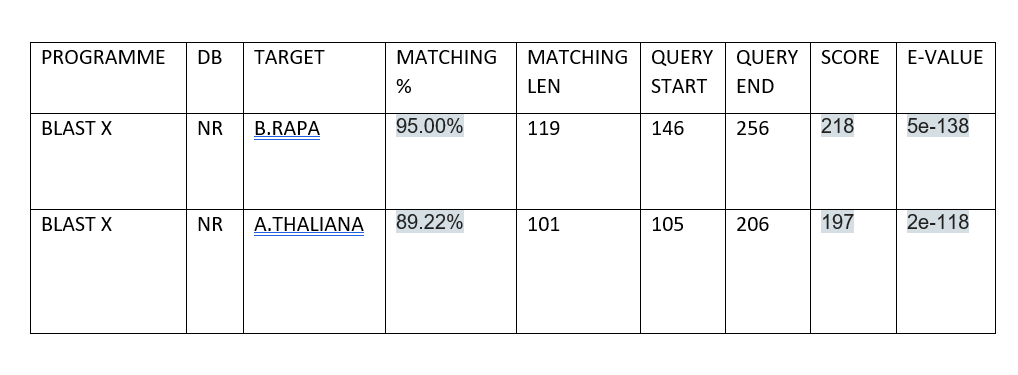 PROGRAMME DB TARGET MATCHING % MATCHING LEN QUERY START QUERY END SCORE E-VALUE
BLAST X NR B.RAPA 95.00% 119 146 256 218 5e-138
BLAST X NR A.THALIANA 89.22% 101 105 206 197 2e-118